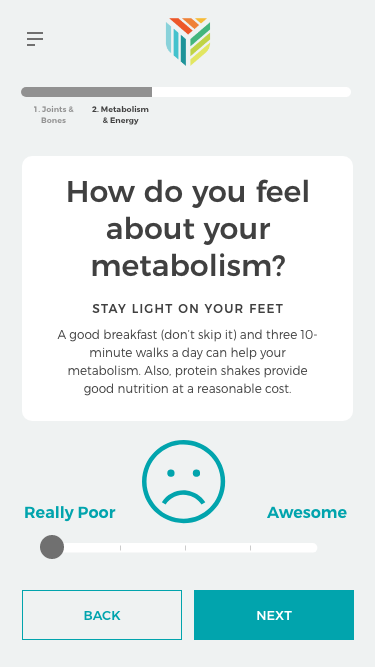 1. Joints &
Bones
2. Metabolism
& Energy
How do you feel
about your
metabolism?
STAY LIGHT ON YOUR FEET
A good breakfast (don't skip it) and three 10-
minute walks a day can help your
metabolism. Also, protein shakes provide
good nutrition at a reasonable cost.
Really Poor
Awesome
BACK
NEXT